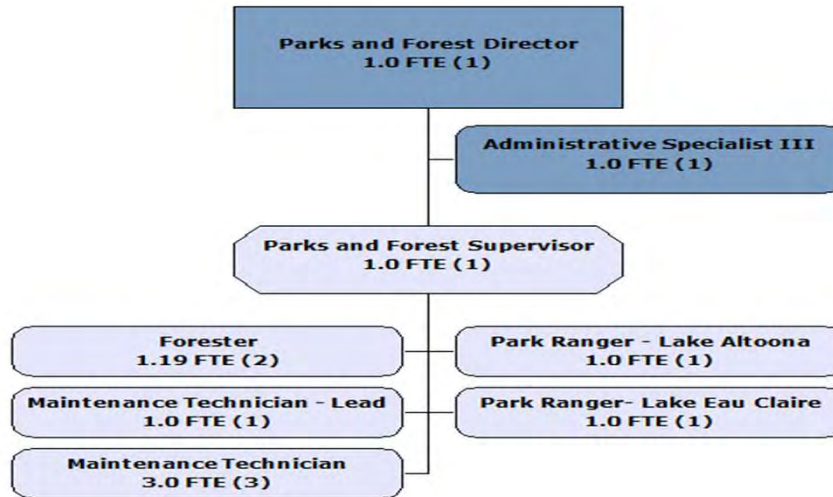 Parks and Forest Director
1.0 FTE (1)
Administrative Specialist III
1.0 FTE (1)
Parks and Forest Supervisor
1.0 FTE (1)
Forester
1.19 FTE (2)
Park Ranger - Lake Altoona
1.0 FTE (1)
Maintenance Technician - Lead
1.0 FTE (1)
Park Ranger- Lake Eau Claire
1.0 FTE (1)
Maintenance Technician
3.0 FTE (3)